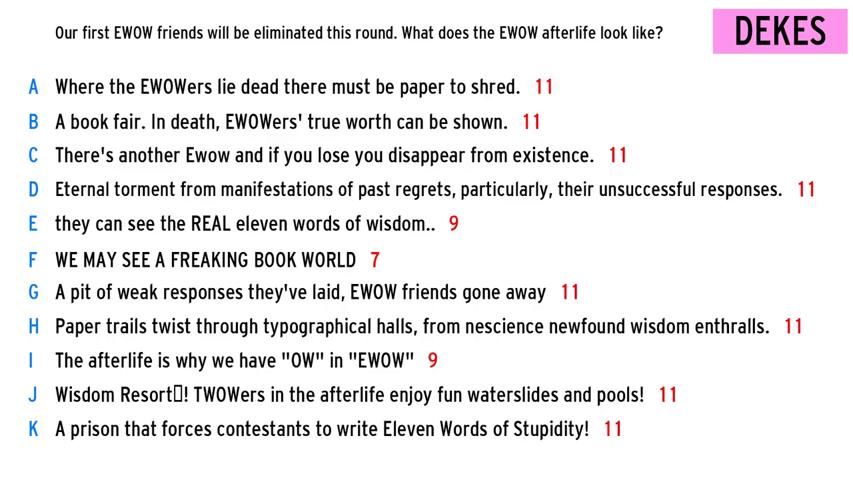 Our first EWOW friends will be eliminated this round. What does the EWOW afterlife look like?
DEKES
A Where the EWOWers lie dead there must be paper to shred. 11
B A book fair. In death, EWOWers' true worth can be shown. 11
C There's another Ewow and if you lose you disappear from existence. 11
D Eternal torment from manifestations of past regrets, particularly, their unsuccessful responses. 11
E they can see the REAL eleven words of wisdom.. 9
F WE MAY SEE A FREAKING BOOK WORLD 7
G A pit of weak responses they've laid, EWOW friends gone away 11
H Paper trails twist through typographical halls, from nescience newfound wisdom enthralls. 11
I The afterlife is why we have "OW" in "EWOW" 9
J Wisdom Resort▯! TWOWers in the afterlife enjoy fun waterslides and pools! 11
K A prison that forces contestants to write Eleven Words of Stupidity! 11